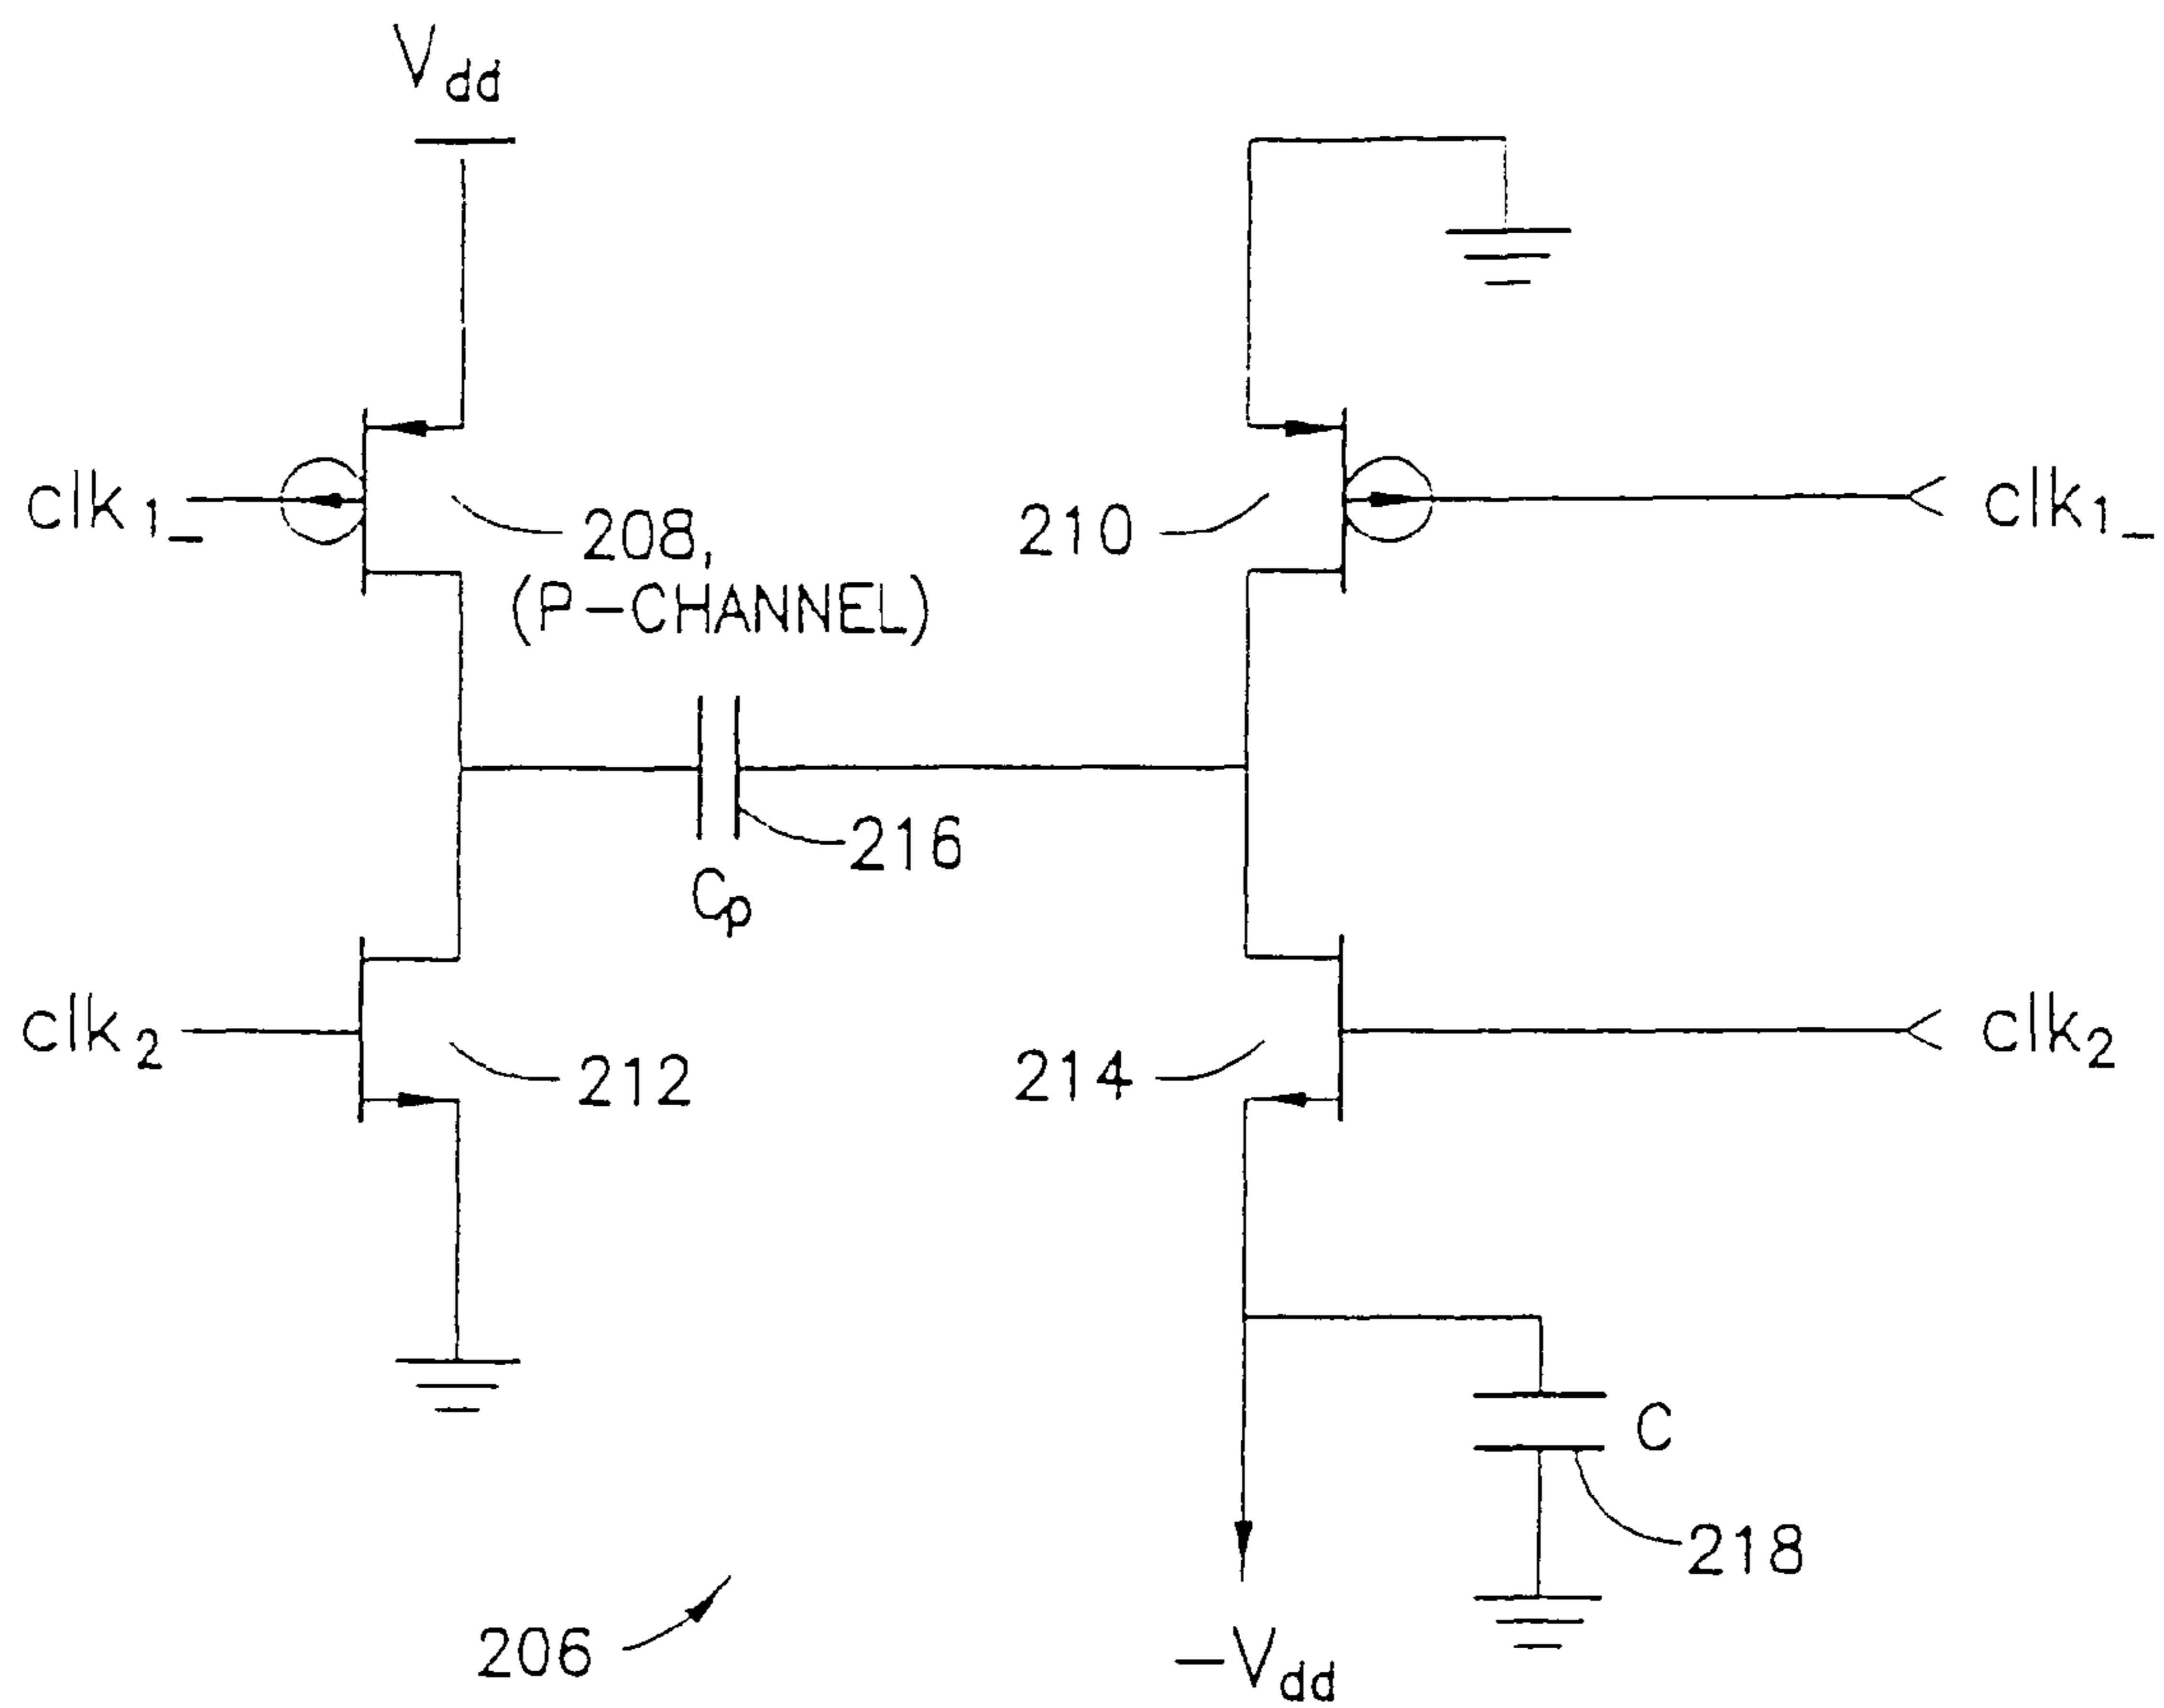 Vdd
clk1_
208,
(P-CHANNEL)
210
clk1_
216
Cp
clk2
212
214
clk2
C
218
206
-Vdd